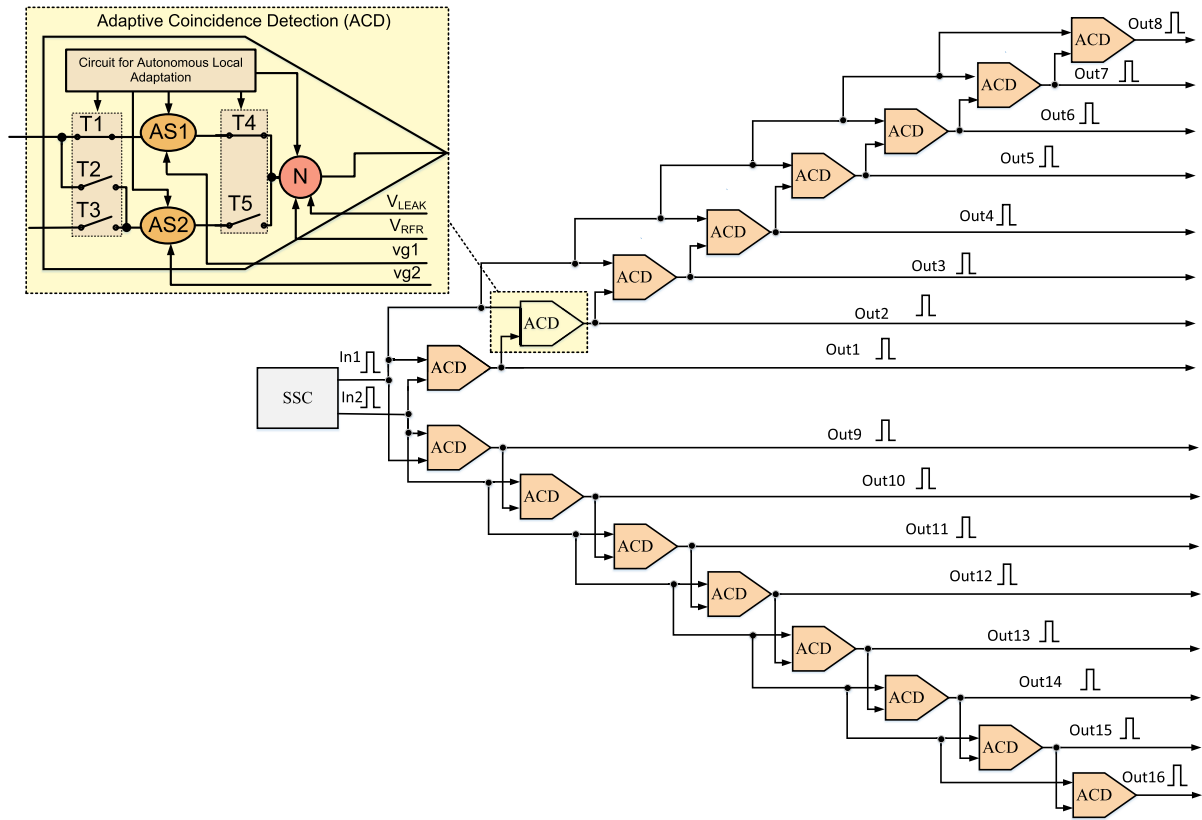 Adaptive Coincidence Detection (ACD)
Circuit for Autonomous Local
Adaptation
T1
AS1
T4
T2
N
T3
AS2
T5
VLEAK
VRFR
vg1
vg2
ACD
Out8
ACD
Out7
ACD
Out6
ACD
Out5
ACD
Out4
ACD
Out3
ACD
Out2
ACD
Out1
SSC
In1
In2
ACD
Out9
ACD
Out10
ACD
Out11
ACD
Out12
ACD
Out13
ACD
Out14
ACD
Out15
ACD
Out16